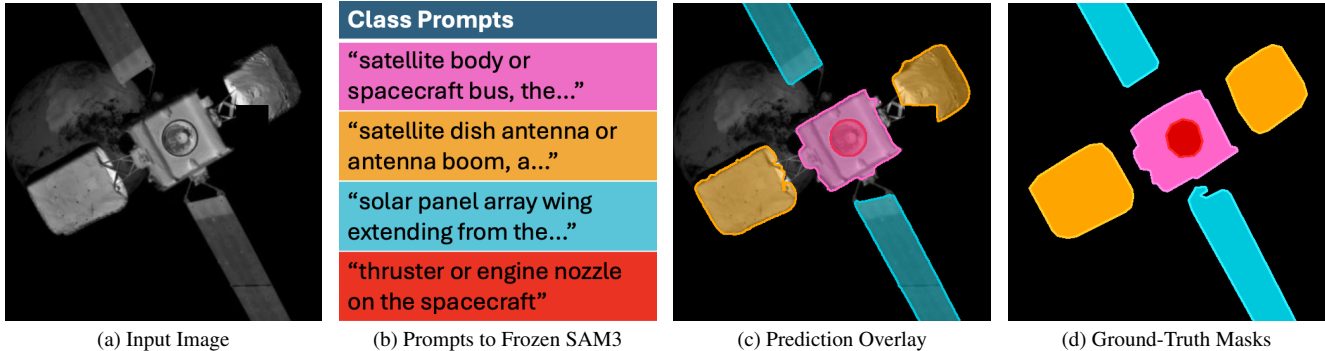 Class Prompts
“satellite body or
spacecraft bus, the...”
“satellite dish antenna or
antenna boom, a...”
“solar panel array wing
extending from the...”
“thruster or engine nozzle
on the spacecraft”
(a) Input Image
(b) Prompts to Frozen SAM3
(c) Prediction Overlay
(d) Ground-Truth Masks